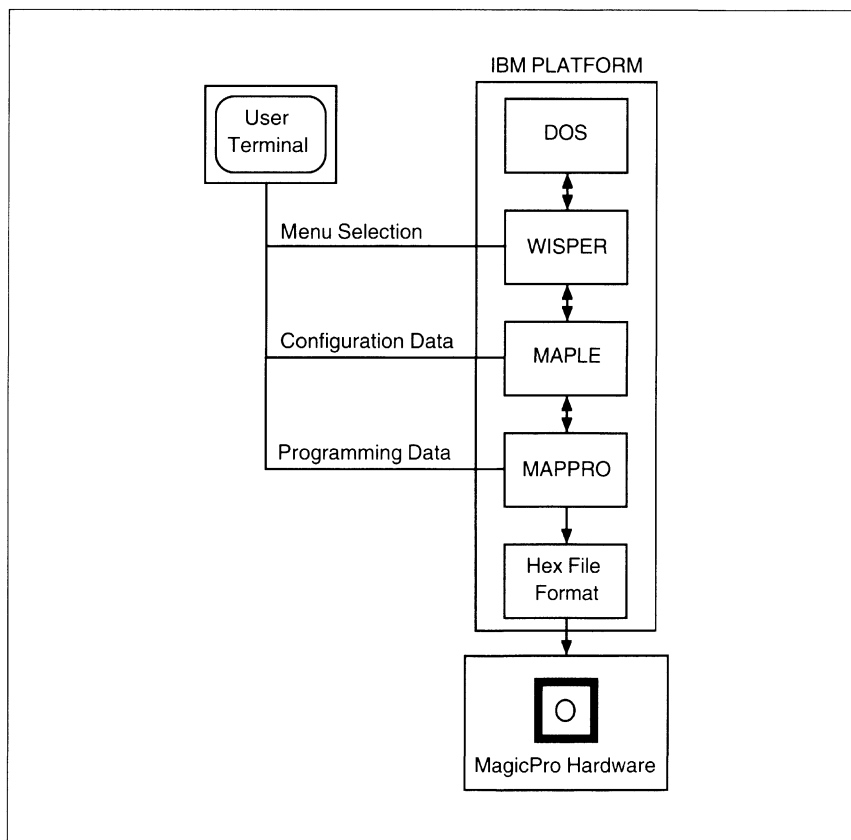 IBM PLATFORM
User
Terminal
DOS
Menu Selection
WISPER
Configuration Data
MAPLE
Programming Data
MAPPRO
Hex File
Format
MagicPro Hardware